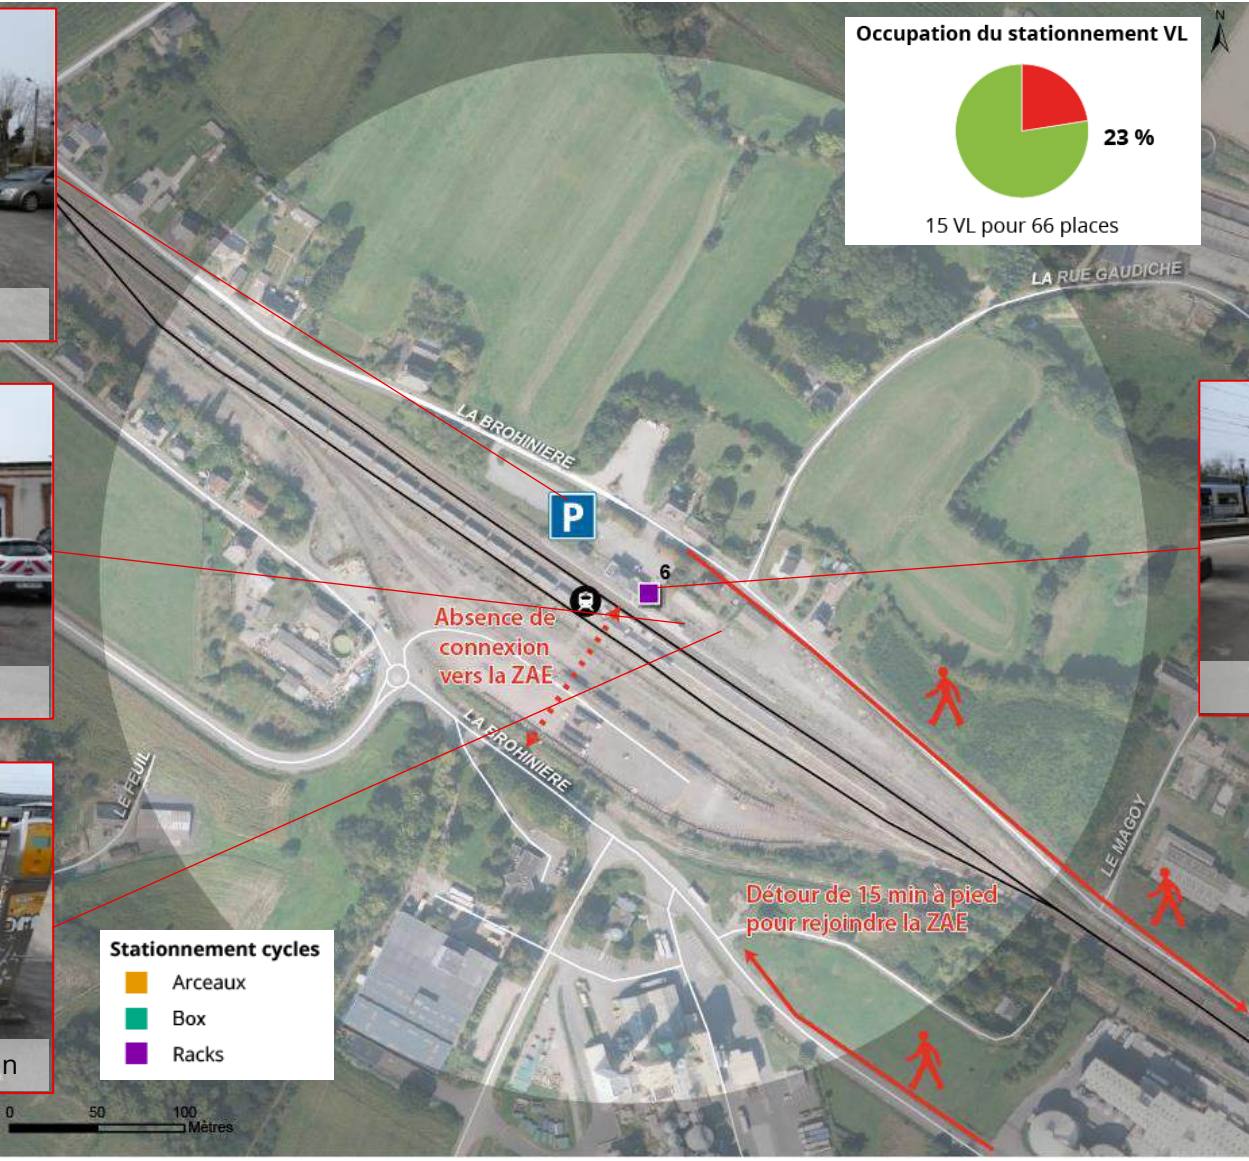 N
Occupation du stationnement VL
23 %
15 VL pour 66 places
LA RUE GAUDICHE
LA BROHINIERE
P
6
Absence de
connexion
vers la ZAE
LA BROHINIERE
LE FEUIL
LE MAGOY
Détour de 15 min à pied
pour rejoindre la ZAE
Stationnement cycles
Arceaux
Box
Racks
n
0 50 100
Mètres